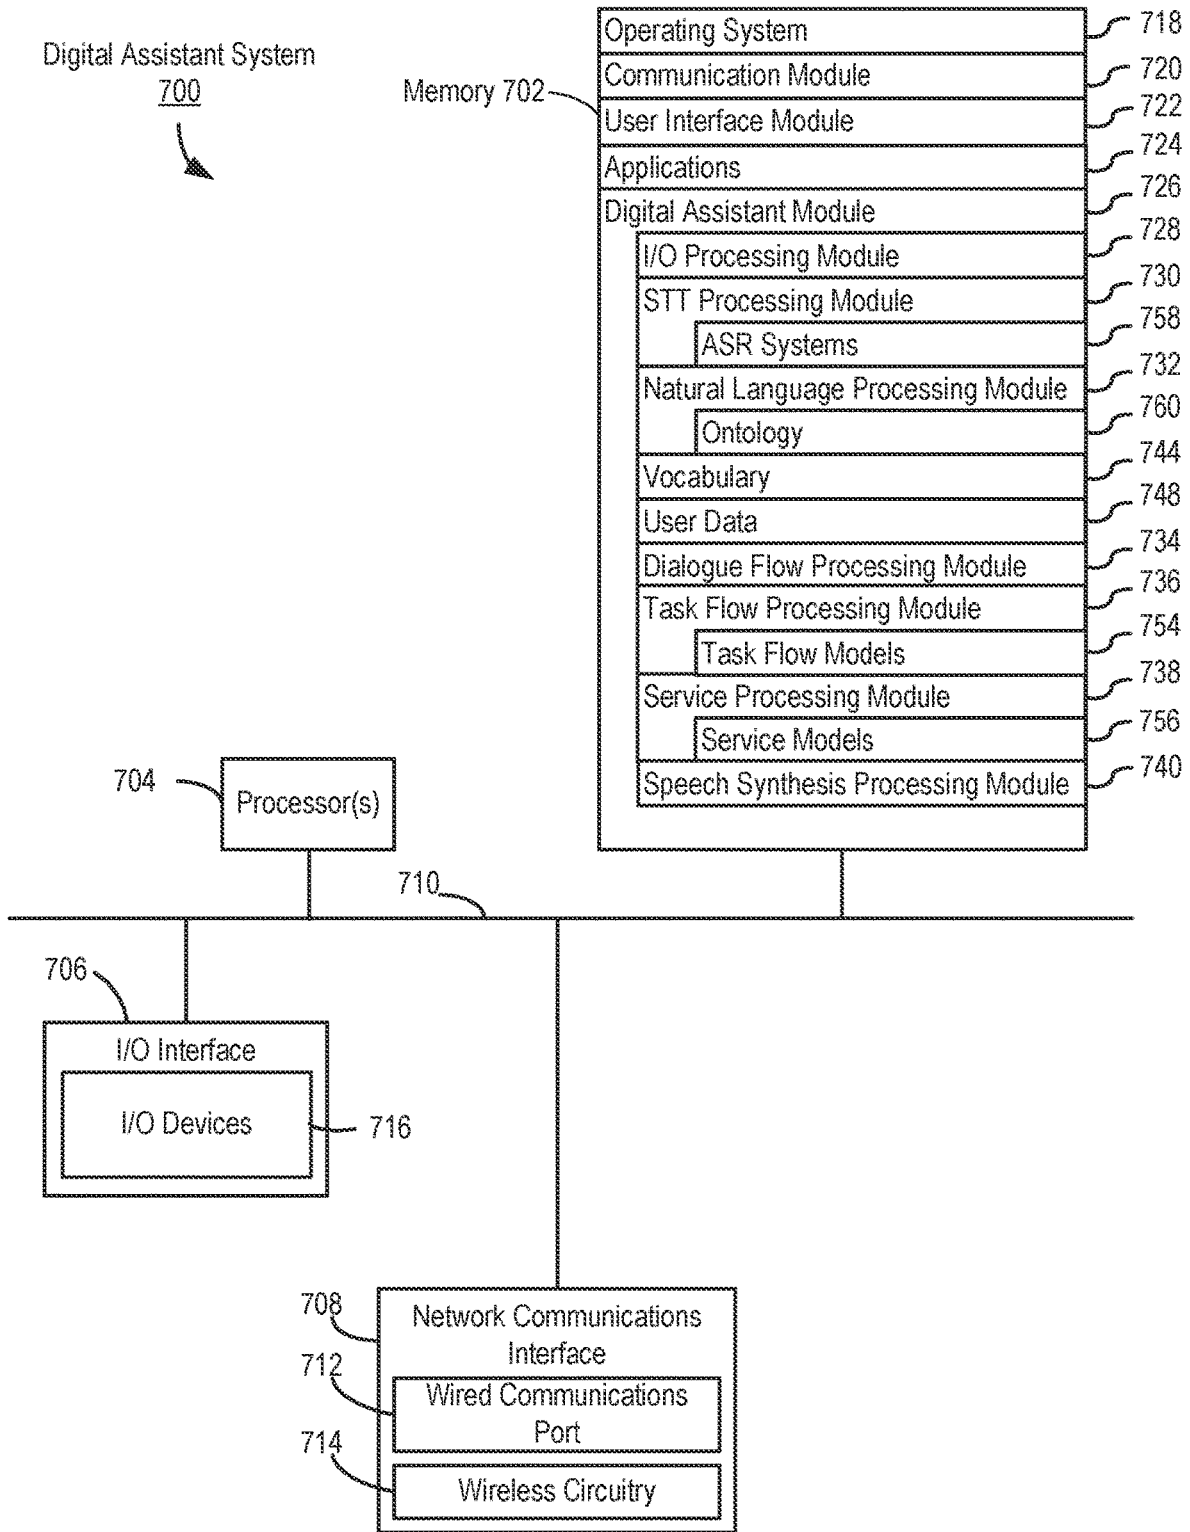 Digital Assistant System
700
Memory 702
Operating System 718
Communication Module 720
User Interface Module 722
Applications 724
Digital Assistant Module 726
I/O Processing Module 728
STT Processing Module 730
ASR Systems 758
Natural Language Processing Module 732
Ontology 760
Vocabulary 744
User Data 748
Dialogue Flow Processing Module 734
Task Flow Processing Module 736
Task Flow Models 754
Service Processing Module 738
Service Models 756
Speech Synthesis Processing Module 740
704
Processor(s)
710
706
I/O Interface
I/O Devices 716
708
Network Communications
Interface
712
Wired Communications
Port
714
Wireless Circuitry